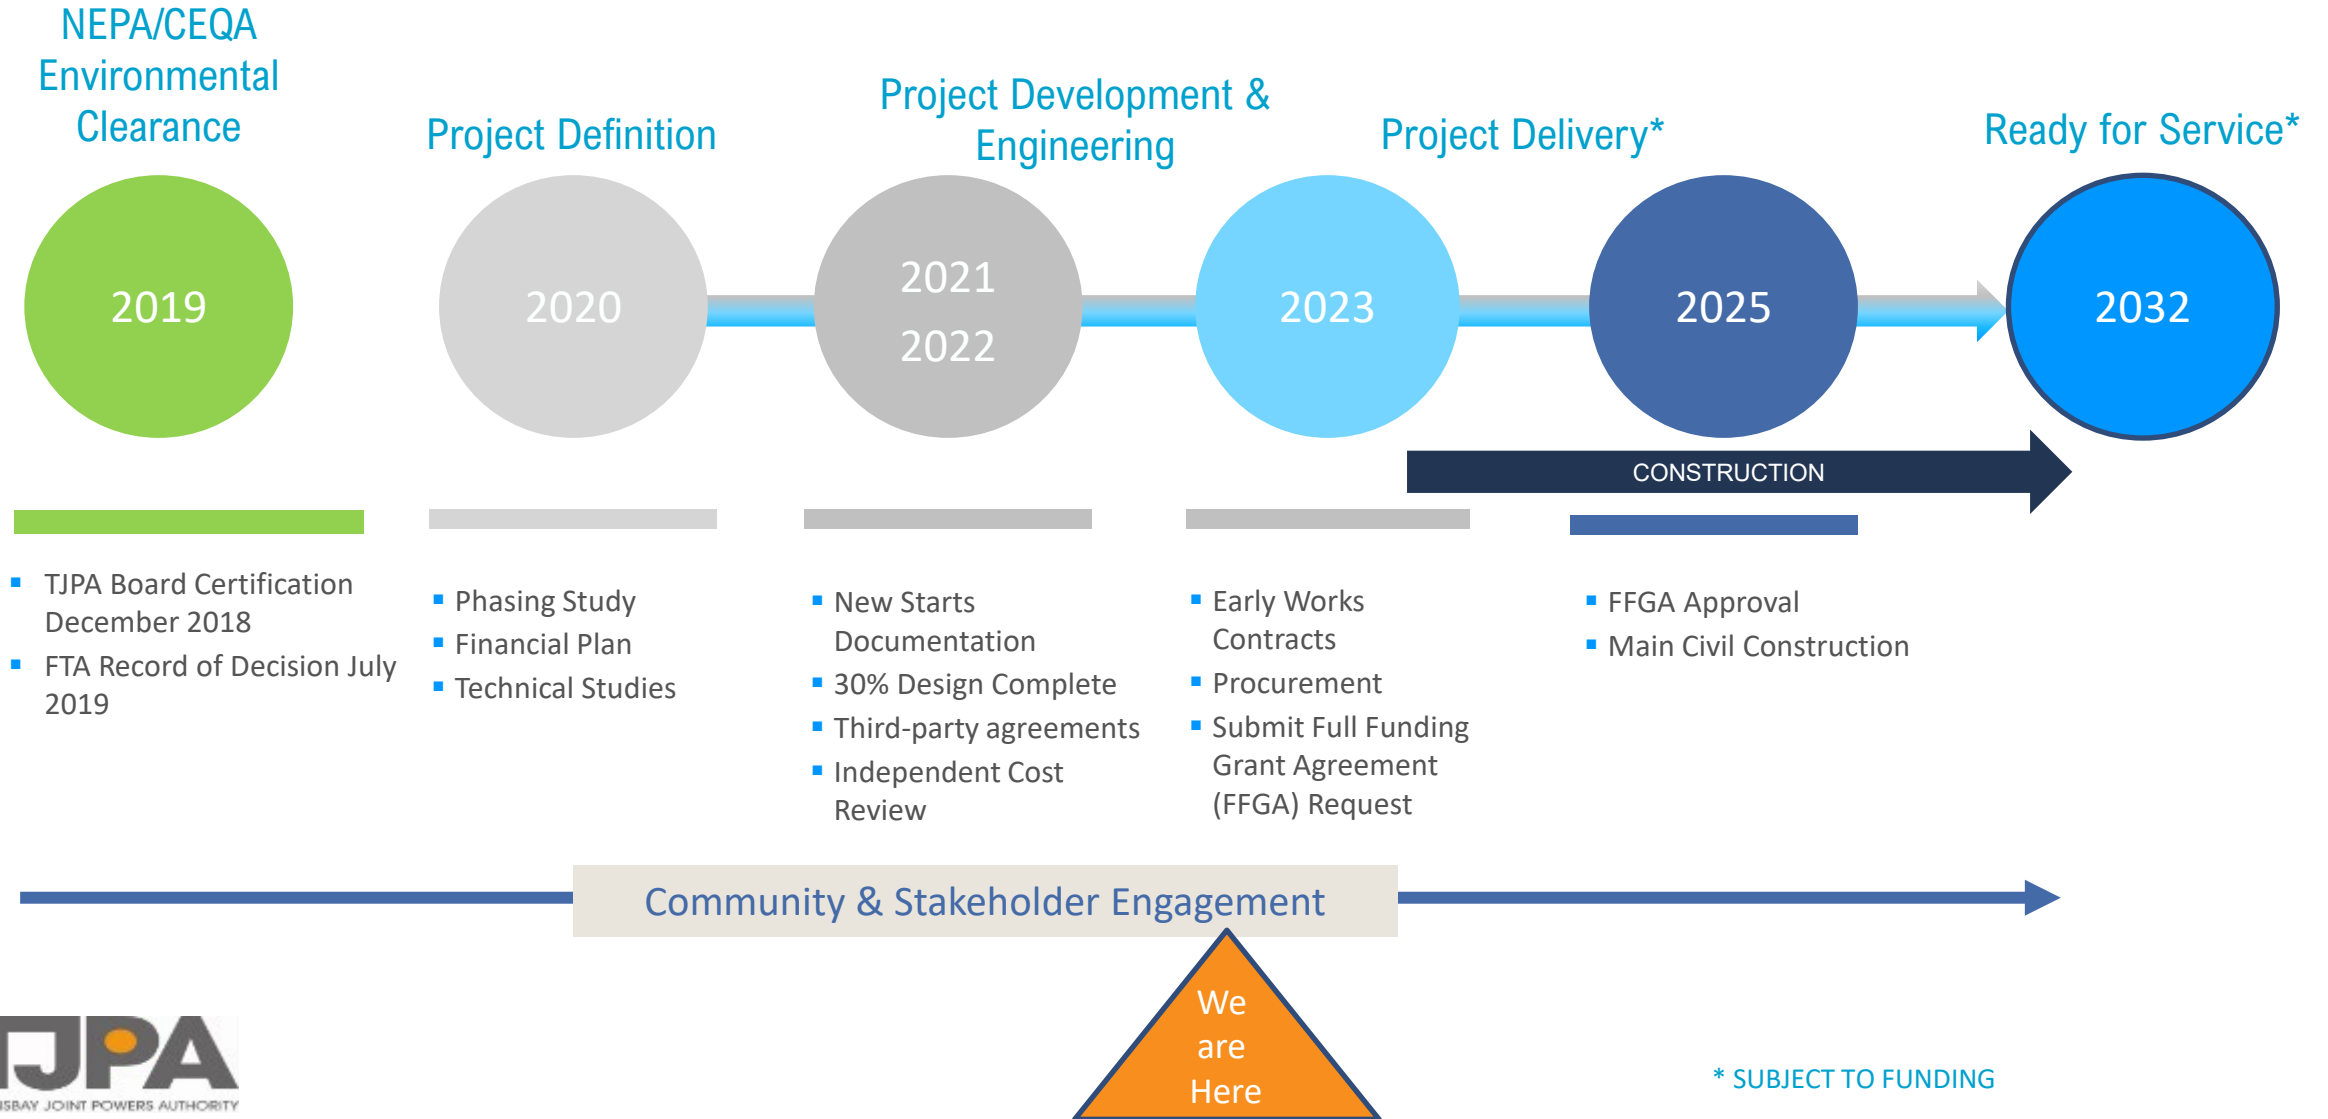 NEPA/CEQA
Environmental
Clearance
Project Definition
Project Development &
Engineering
Project Delivery*
Ready for Service*
2019
2020
2021
2022
2023
2025
2032
CONSTRUCTION
TJPA Board Certification
December 2018
FTA Record of Decision July
2019
Phasing Study
Financial Plan
Technical Studies
New Starts
Documentation
30% Design Complete
Third-party agreements
Independent Cost
Review
Early Works
Contracts
Procurement
Submit Full Funding
Grant Agreement
(FFGA) Request
FFGA Approval
Main Civil Construction
Community & Stakeholder Engagement
We
are
Here
TJPA
JOINT POWERS AUTHORITY
* SUBJECT TO FUNDING